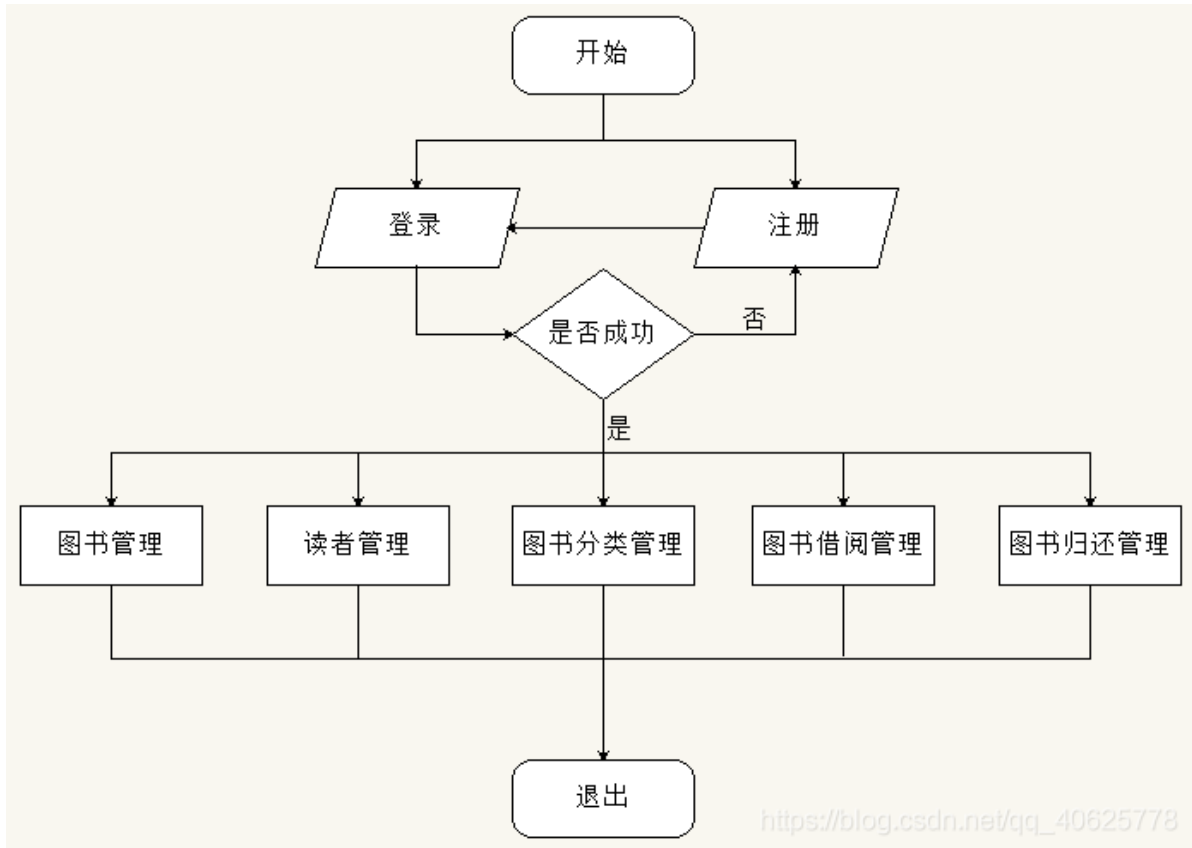 开始
登录
注册
是否成功
否
是
图书管理
读者管理
图书分类管理
图书借阅管理
图书归还管理
退出
https://blog.csdn.net/qq_40625778